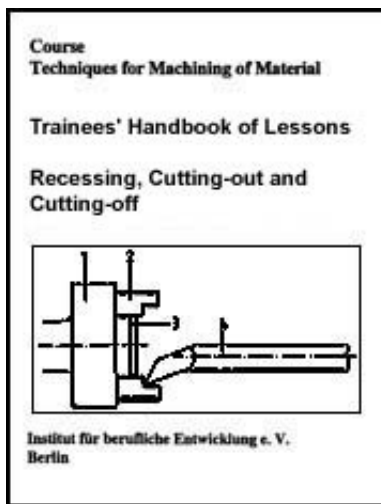 Course
Techniques for Machining of Material
Trainees' Handbook of Lessons
Recessing, Cutting-out and
Cutting-off
1 2
3
Institut für berufliche Entwicklung e. V.
Berlin